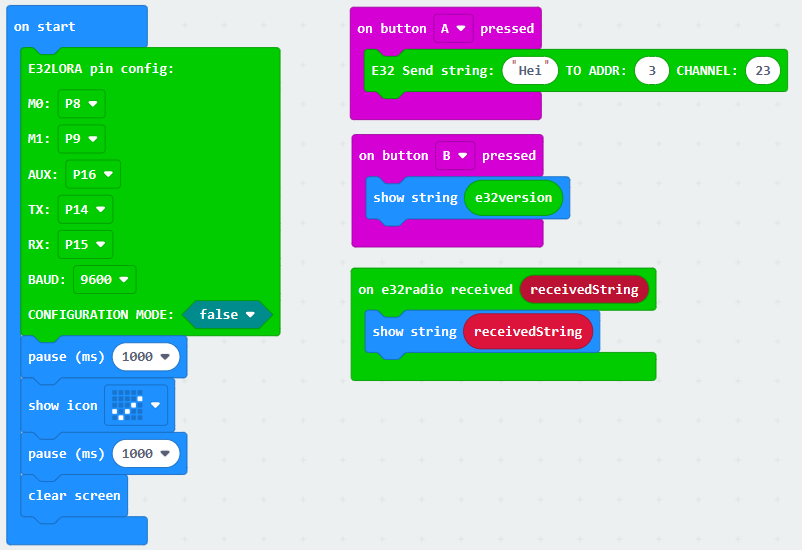 on start
E32LORA pin config:
M0: P8
M1: P9
AUX: P16
TX: P14
RX: P15
BAUD: 9600
CONFIGURATION MODE: false
pause (ms) 1000
show icon
pause (ms) 1000
clear screen
on button A pressed
E32 Send string: "Hei" TO ADDR: 3 CHANNEL: 23
on button B pressed
show string e32version
on e32radio received receivedString
show string receivedString